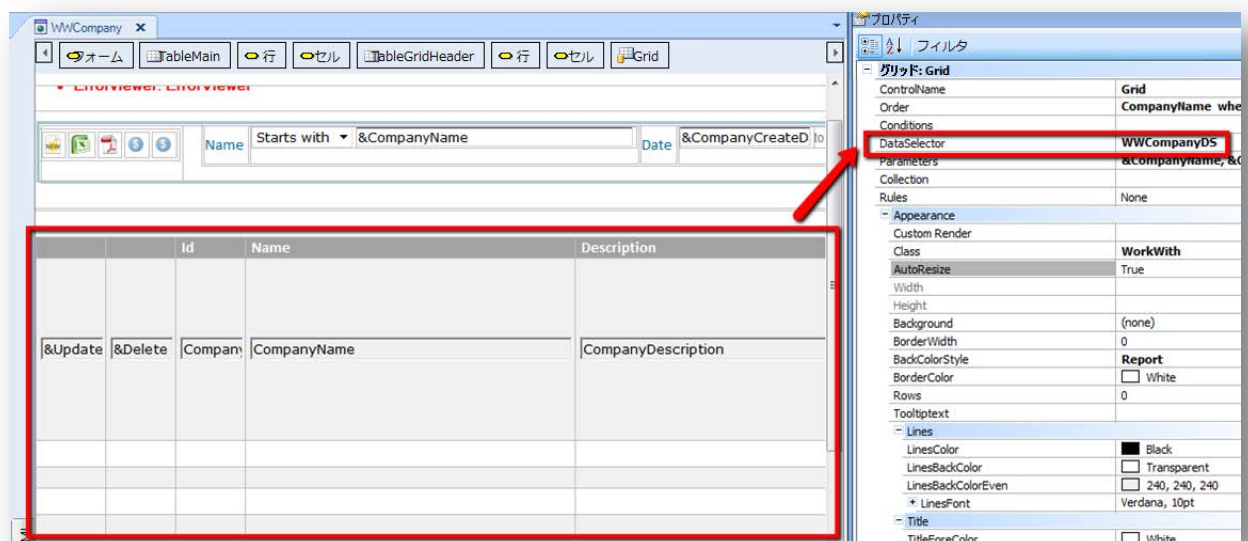 WWCompany
フォーム TableMain 行 セル TableGridHeader 行 セル Grid
ErrorViewer: ErrorViewer
NEW
Name Starts with &CompanyName Date &CompanyCreateD to
Id Name Description
&Update &Delete Company CompanyName CompanyDescription
プロパティ
フィルタ
グリッド: Grid
ControlName Grid
Order CompanyName whe
Conditions
DataSelector WWCompanyDS
Parameters &CompanyName, &C
Collection
Rules None
Appearance
Custom Render
Class WorkWith
AutoResize True
Width
Height
Background (none)
BorderWidth 0
BackColorStyle Report
BorderColor White
Rows 0
Tooltiptext
Lines
LinesColor Black
LinesBackColor Transparent
LinesBackColorEven 240, 240, 240
LinesFont Verdana, 10pt
Title
TitleForeColor White